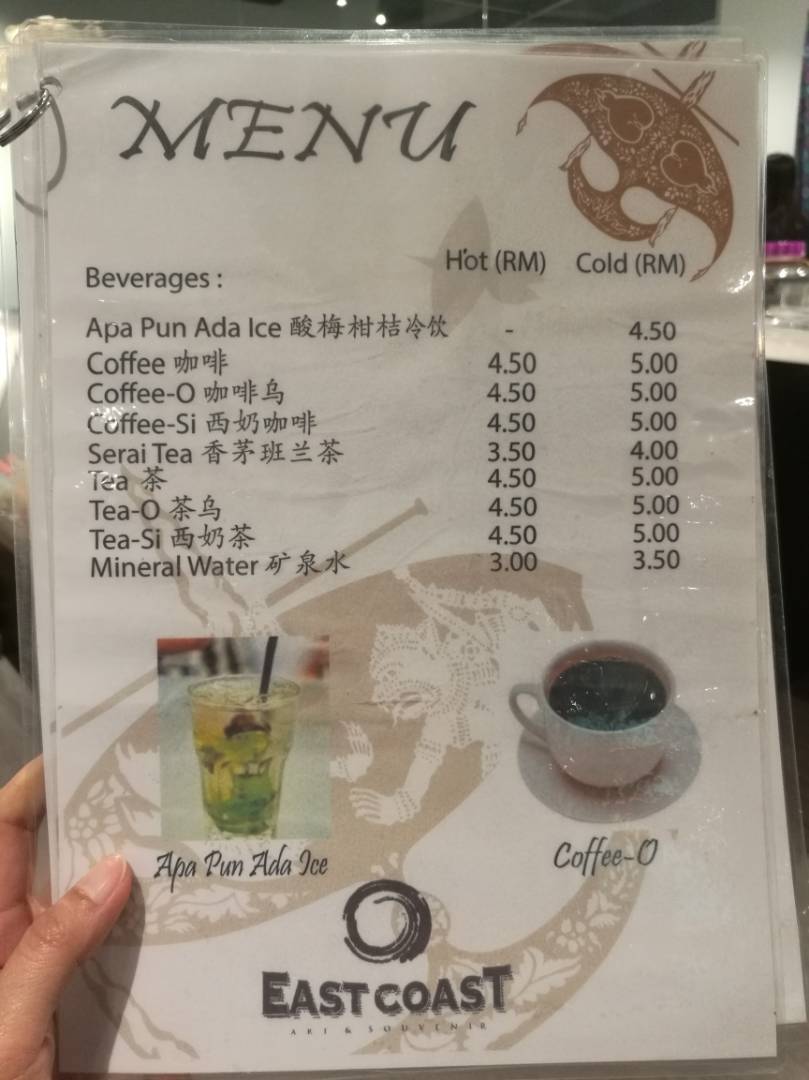 MENU
Hot (RM) Cold (RM)
Beverages :
Apa Pun Ada Ice 酸梅柑桔冷饮 - 4.50
Coffee 咖啡 4.50 5.00
Coffee-O 咖啡乌 4.50 5.00
Coffee-Si 西奶咖啡 4.50 5.00
Serai Tea 香茅班兰茶 3.50 4.00
Tea 茶 4.50 5.00
Tea-O 茶乌 4.50 5.00
Tea-Si 西奶茶 4.50 5.00
Mineral Water 矿泉水 3.00 3.50
Apa Pun Ada Ice
Coffee-O
EAST COAST
ART & SOUVENIR